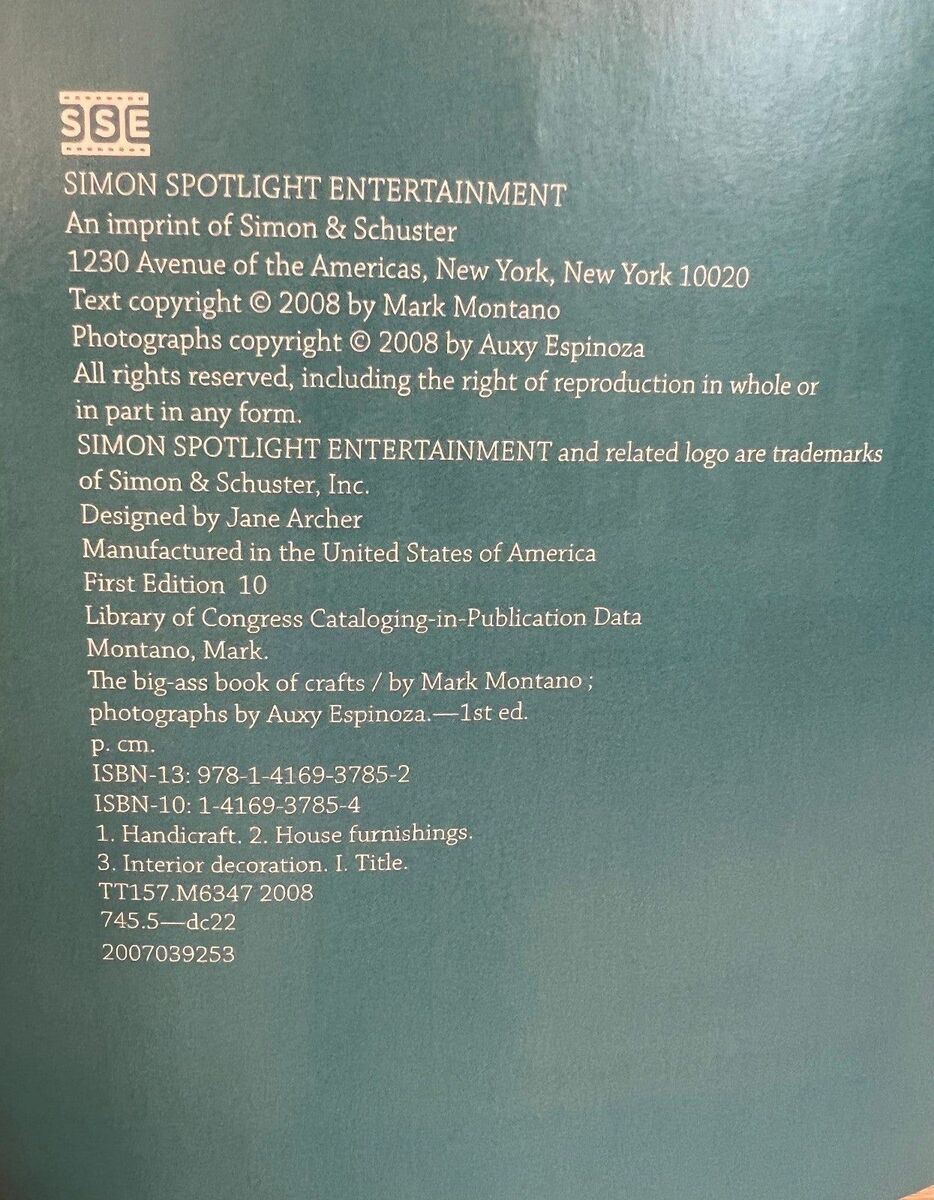 SSE
SIMON SPOTLIGHT ENTERTAINMENT
An imprint of Simon & Schuster
1230 Avenue of the Americas, New York, New York 10020
Text copyright © 2008 by Mark Montano
Photographs copyright © 2008 by Auxy Espinoza
All rights reserved, including the right of reproduction in whole or
in part in any form.
SIMON SPOTLIGHT ENTERTAINMENT and related logo are trademarks
of Simon & Schuster, Inc.
Designed by Jane Archer
Manufactured in the United States of America
First Edition 10
Library of Congress Cataloging-in-Publication Data
Montano, Mark.
The big-ass book of crafts / by Mark Montano ;
photographs by Auxy Espinoza.—1st ed.
p. cm.
ISBN-13: 978-1-4169-3785-2
ISBN-10: 1-4169-3785-4
1. Handicraft. 2. House furnishings.
3. Interior decoration. I. Title.
TT157.M6347 2008
745.5—dc22
2007039253